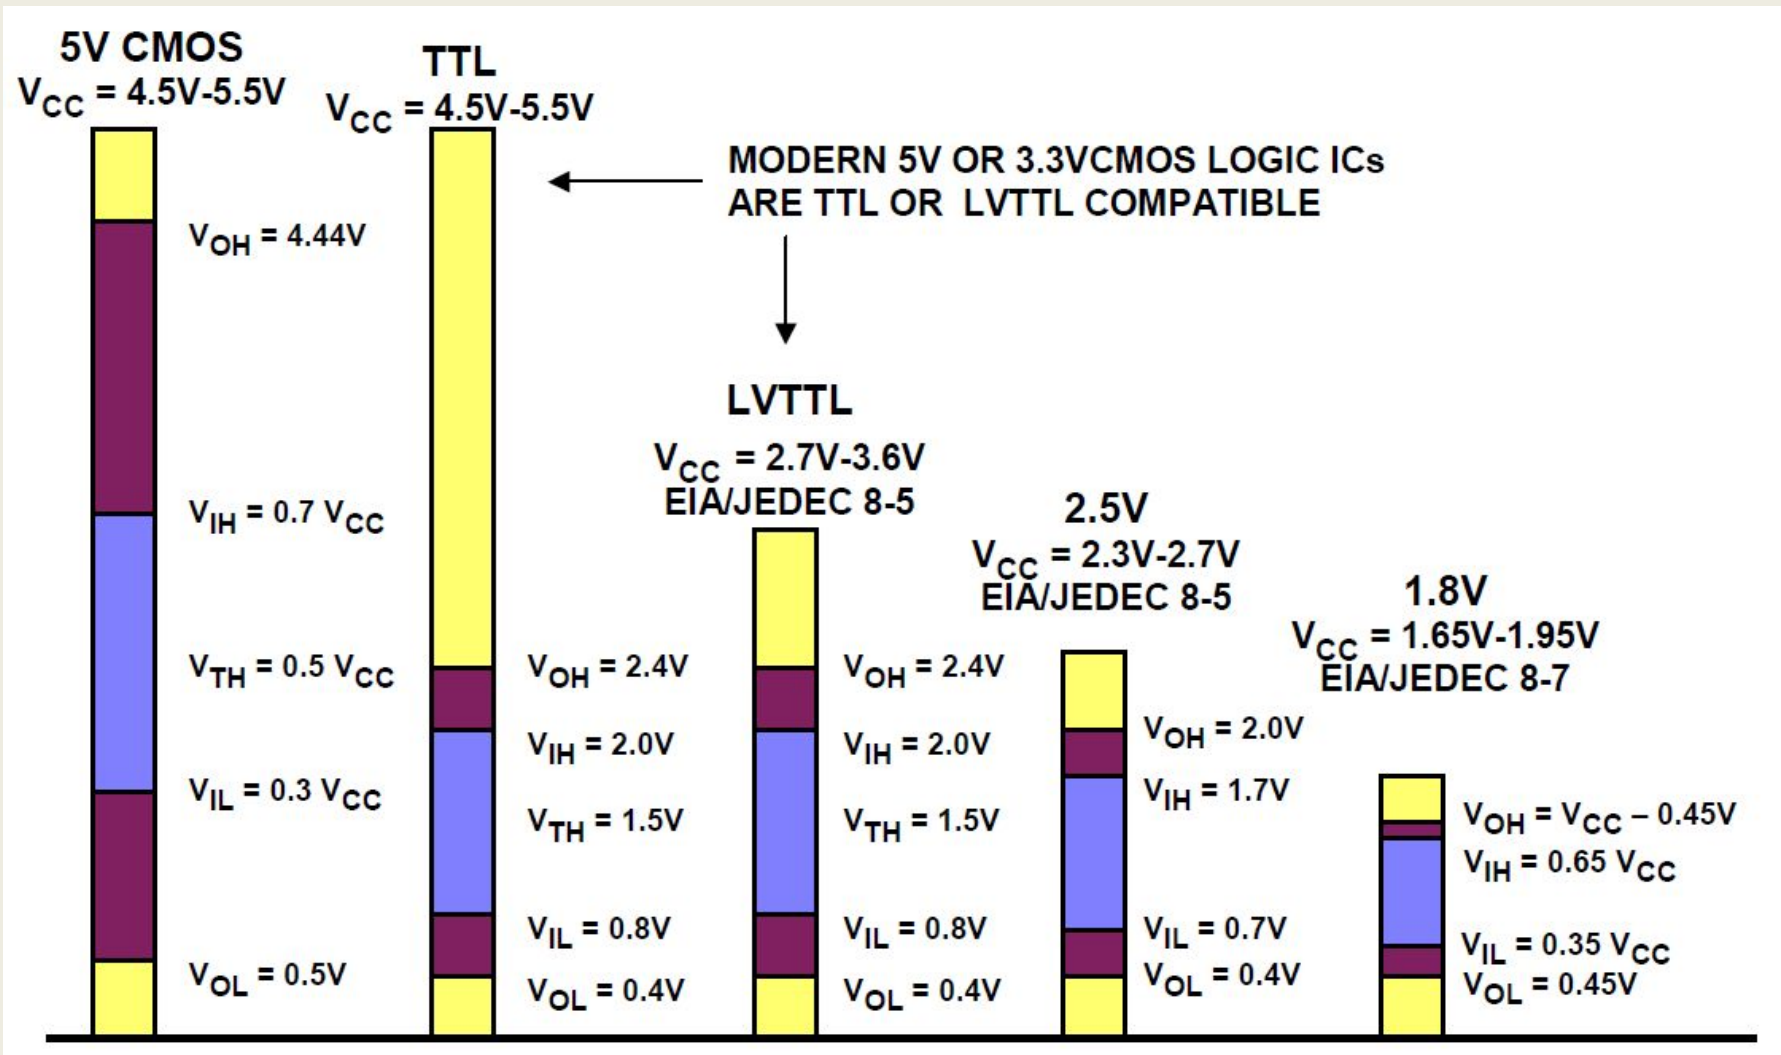 5V CMOS
VCC = 4.5V-5.5V
VOH = 4.44V
VIH = 0.7 VCC
VTH = 0.5 VCC
VIL = 0.3 VCC
VOL = 0.5V
TTL
VCC = 4.5V-5.5V
VOH = 2.4V
VIH = 2.0V
VTH = 1.5V
VIL = 0.8V
VOL = 0.4V
MODERN 5V OR 3.3VCMOS LOGIC ICs
ARE TTL OR LVTTL COMPATIBLE
LVTTL
VCC = 2.7V-3.6V
EIA/JEDEC 8-5
VOH = 2.4V
VIH = 2.0V
VTH = 1.5V
VIL = 0.8V
VOL = 0.4V
2.5V
VCC = 2.3V-2.7V
EIA/JEDEC 8-5
VOH = 2.0V
VIH = 1.7V
VIL = 0.7V
VOL = 0.4V
1.8V
VCC = 1.65V-1.95V
EIA/JEDEC 8-7
VOH = VCC – 0.45V
VIH = 0.65 VCC
VIL = 0.35 VCC
VOL = 0.45V